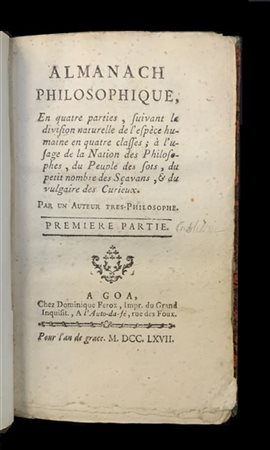 ALMANACH
PHILOSOPHIQUE,
En quatre parties, suivant la
division naturelle de l'espèce hu-
maine en quatre classes; à l'u-
sage de la Nation des Philoso-
phes, du Peuple des sots, du
petit nombre des Sçavans, & du
vulgaire des Curieux.
PAR UN AUTEUR TRES-PHILOSOPHE.
PREMIERE PARTIE.
A GOA,
Chez Dominique Ferox, Impr. du Grand
Inquisit., A l'Auto-da-fé, rue des Foux.
Pour l'an de grace. M. DCC. LXVII.